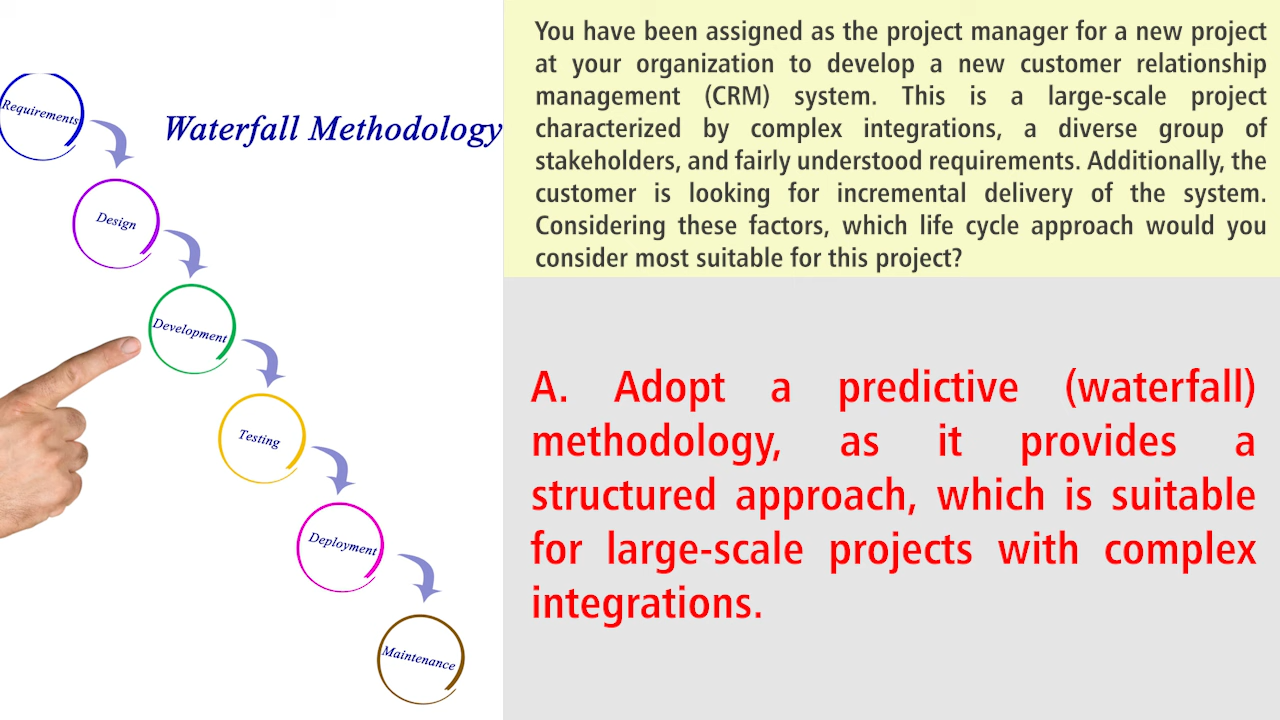 Waterfall Methodology
Requirements
Design
Development
Testing
Deployment
Maintenance
You have been assigned as the project manager for a new project
at your organization to develop a new customer relationship
management (CRM) system. This is a large-scale project
characterized by complex integrations, a diverse group of
stakeholders, and fairly understood requirements. Additionally, the
customer is looking for incremental delivery of the system.
Considering these factors, which life cycle approach would you
consider most suitable for this project?
A. Adopt a predictive (waterfall)
methodology, as it provides a
structured approach, which is suitable
for large-scale projects with complex
integrations.